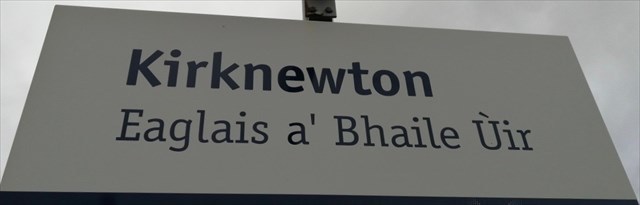 Kirknewton
Eaglais a' Bhaile Ùir